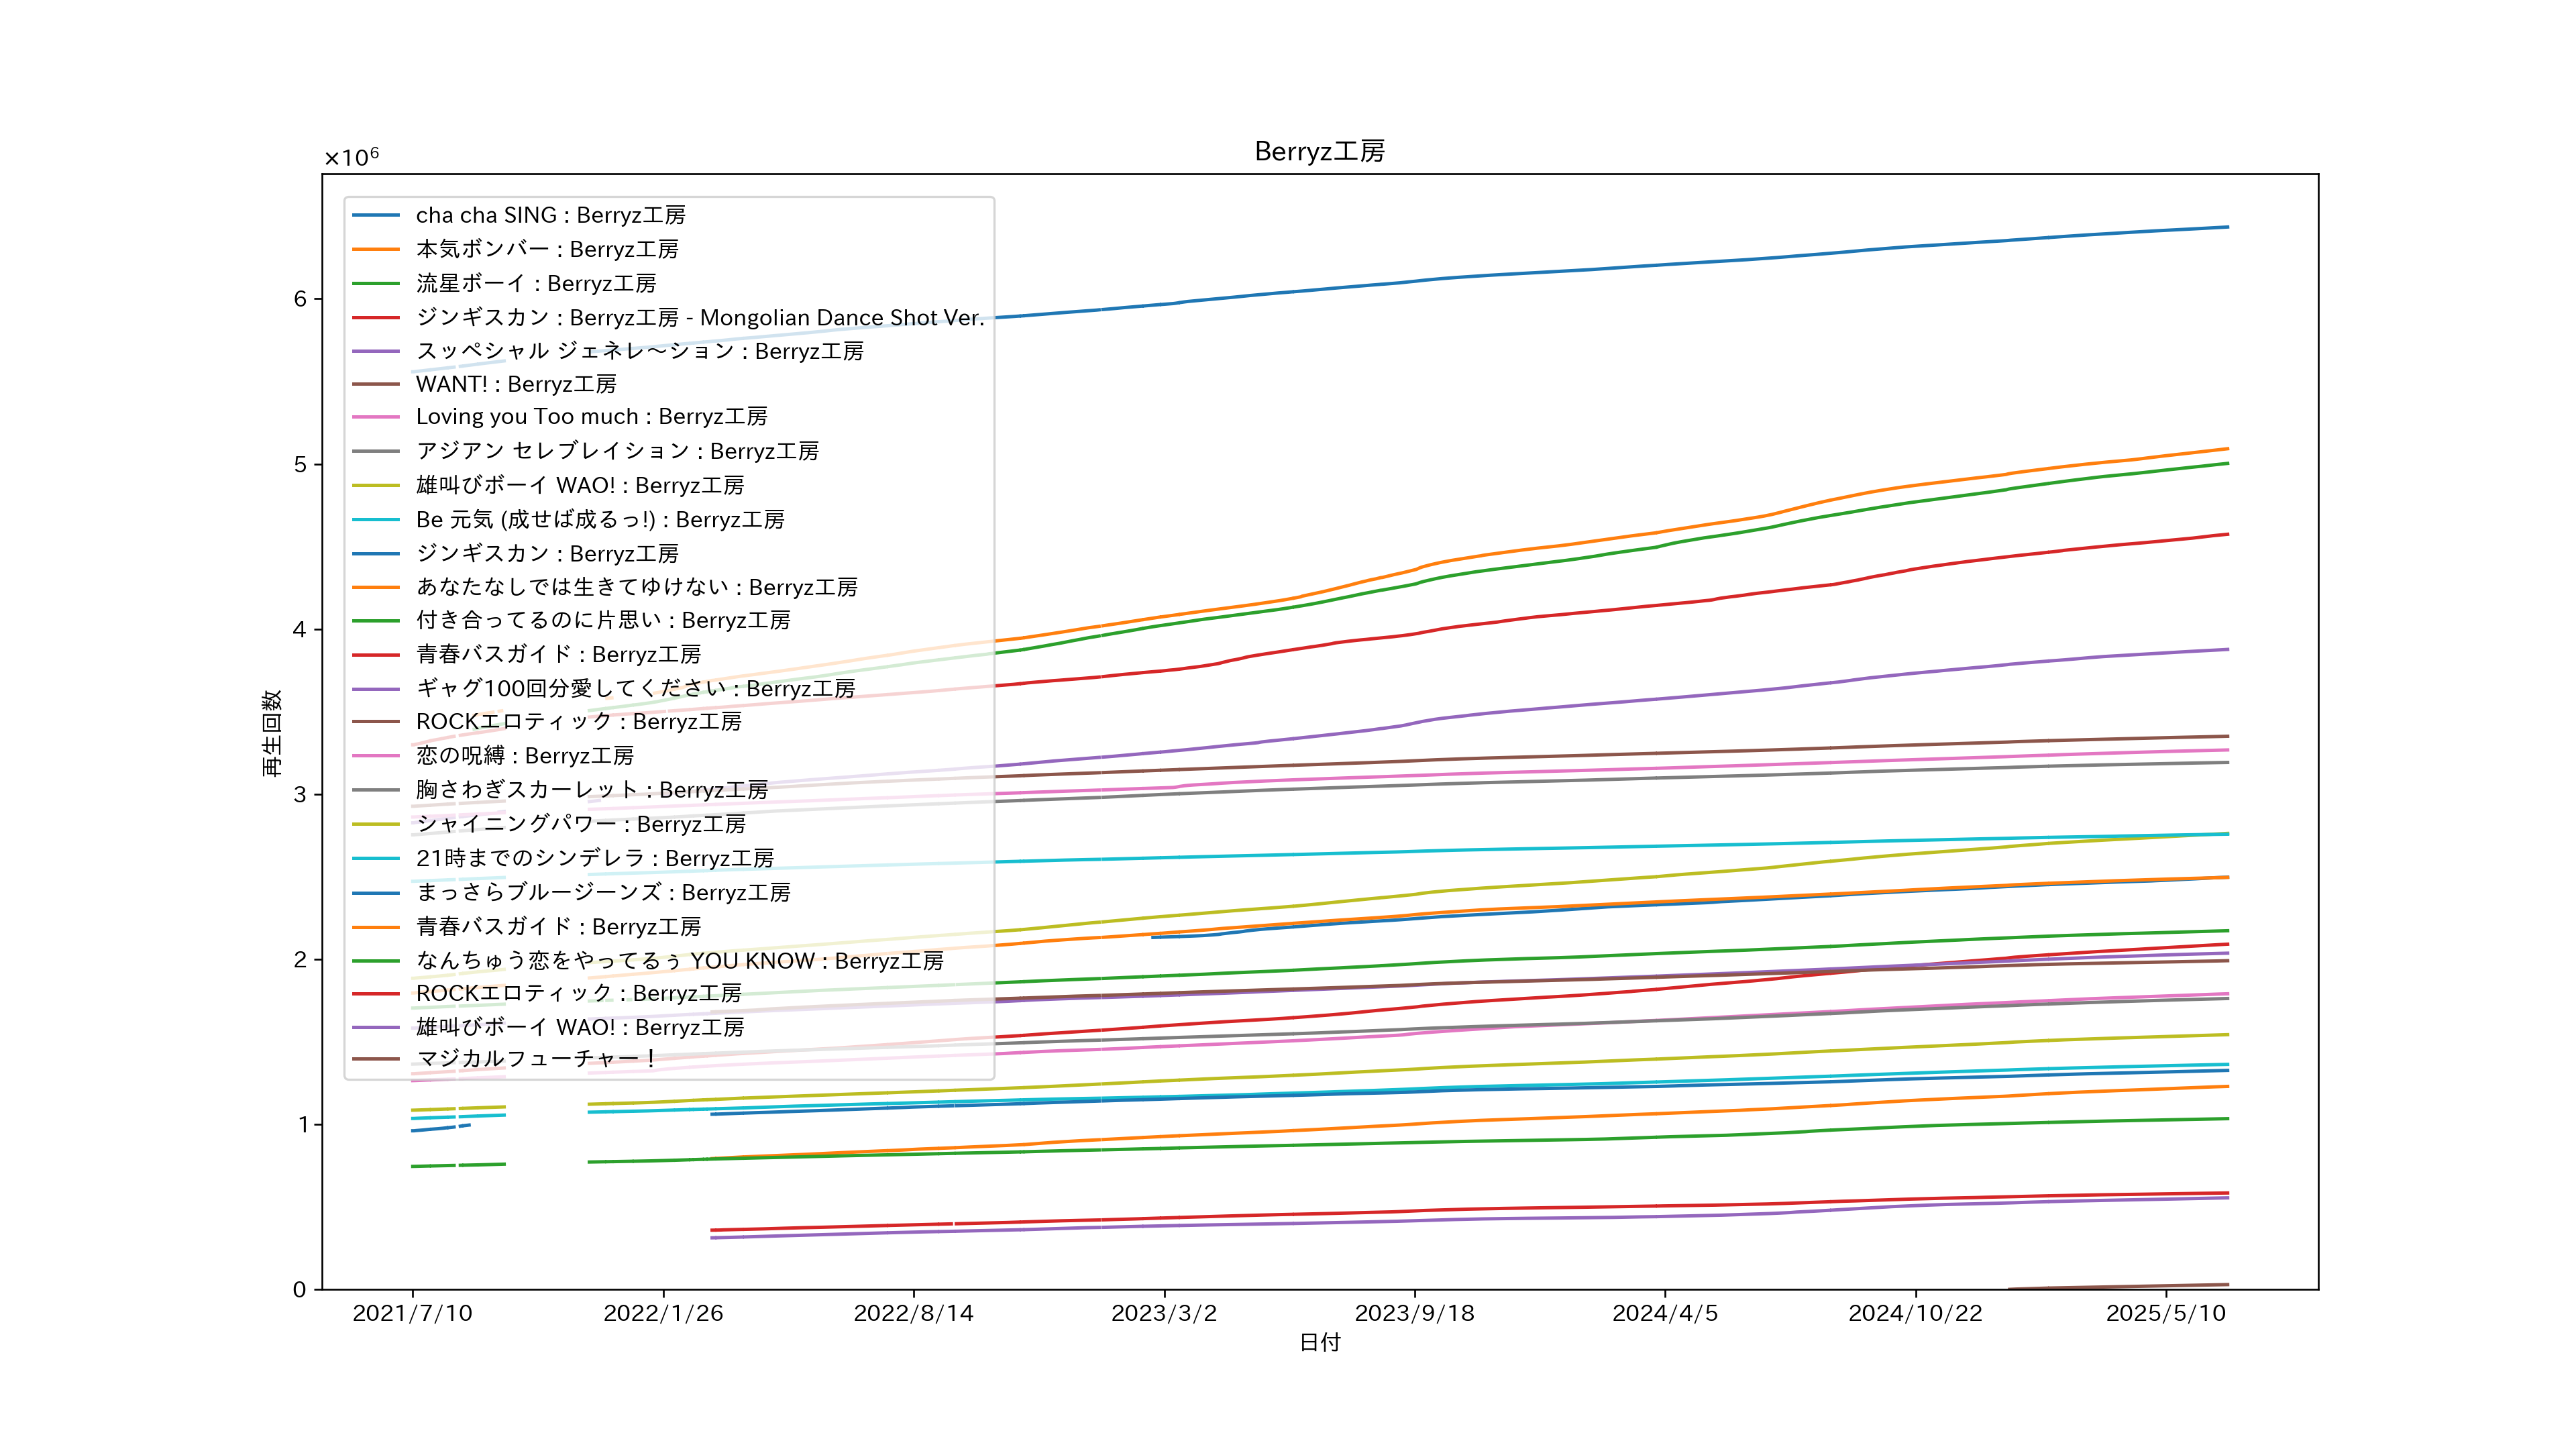 Berryz工房
×10⁶
cha cha SING : Berryz工房
本気ボンバー : Berryz工房
流星ボーイ : Berryz工房
ジンギスカン : Berryz工房 - Mongolian Dance Shot Ver.
スッペシャル ジェネレ～ション : Berryz工房
WANT! : Berryz工房
Loving you Too much : Berryz工房
アジアン セレブレイション : Berryz工房
雄叫びボーイ WAO! : Berryz工房
Be 元気 (成せば成るっ!) : Berryz工房
ジンギスカン : Berryz工房
あなたなしでは生きてゆけない : Berryz工房
付き合ってるのに片思い : Berryz工房
青春バスガイド : Berryz工房
ギャグ100回分愛してください : Berryz工房
ROCKエロティック : Berryz工房
恋の呪縛 : Berryz工房
胸さわぎスカーレット : Berryz工房
シャイニングパワー : Berryz工房
21時までのシンデレラ : Berryz工房
まっさらブルージーンズ : Berryz工房
青春バスガイド : Berryz工房
なんちゅう恋をやってるぅ YOU KNOW : Berryz工房
ROCKエロティック : Berryz工房
雄叫びボーイ WAO! : Berryz工房
マジカルフューチャー！
再生回数
6
5
4
3
2
1
0
2021/7/10
2022/1/26
2022/8/14
2023/3/2
2023/9/18
2024/4/5
2024/10/22
2025/5/10
日付